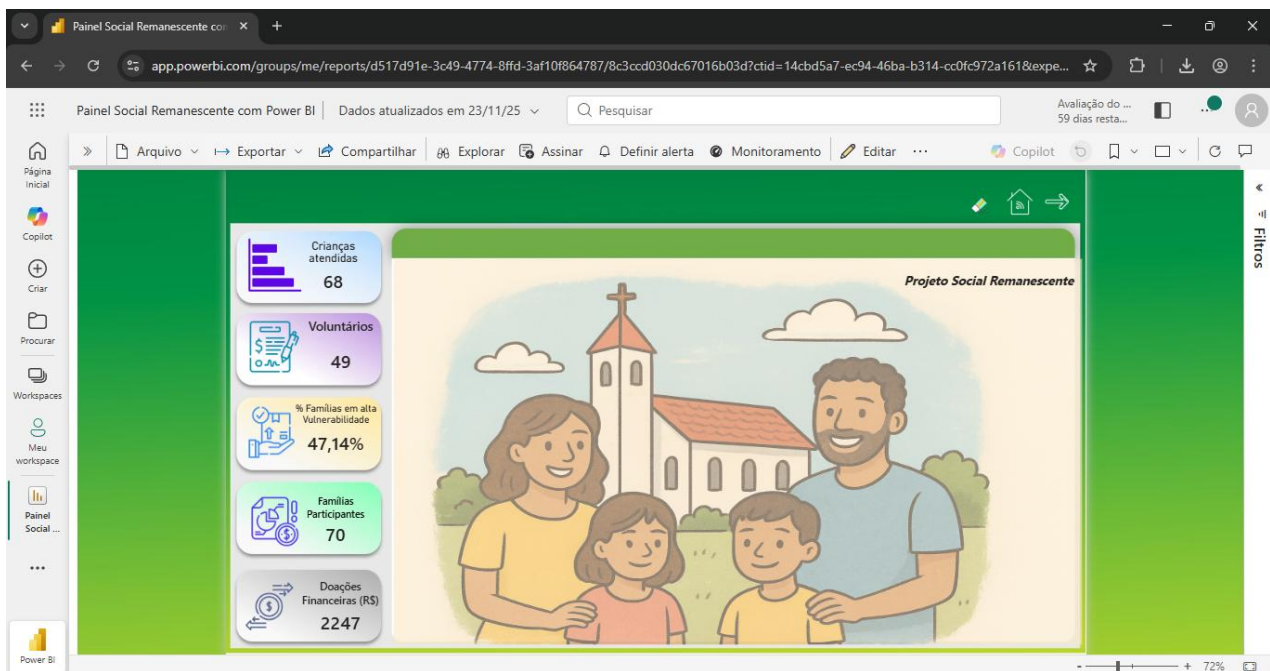 Painel Social Remanescente con
app.powerbi.com/groups/me/reports/d517d91e-3c49-4774-8ffd-3af10f864787/8c3ccd030dc67016b03d?ctid=14cbd5a7-ec94-46ba-b314-cc0fc972a161&expe...
Painel Social Remanescente com Power BI | Dados atualizados em 23/11/25
Pesquisar
Avaliação do ...
59 dias resta...
Arquivo Exportar Compartilhar Explorar Assinar Definir alerta Monitoramento Editar ... Copilot
Página
Inicial
Copilot
Criar
Procurar
Workspaces
Meu
workspace
Painel
Social ...
Power BI
Crianças
atendidas
68
Voluntários
49
% Famílias em alta
Vulnerabilidade
47,14%
Famílias
Participantes
70
Doações
Financeiras (R$)
2247
Projeto Social Remanescente
Filtros
72%